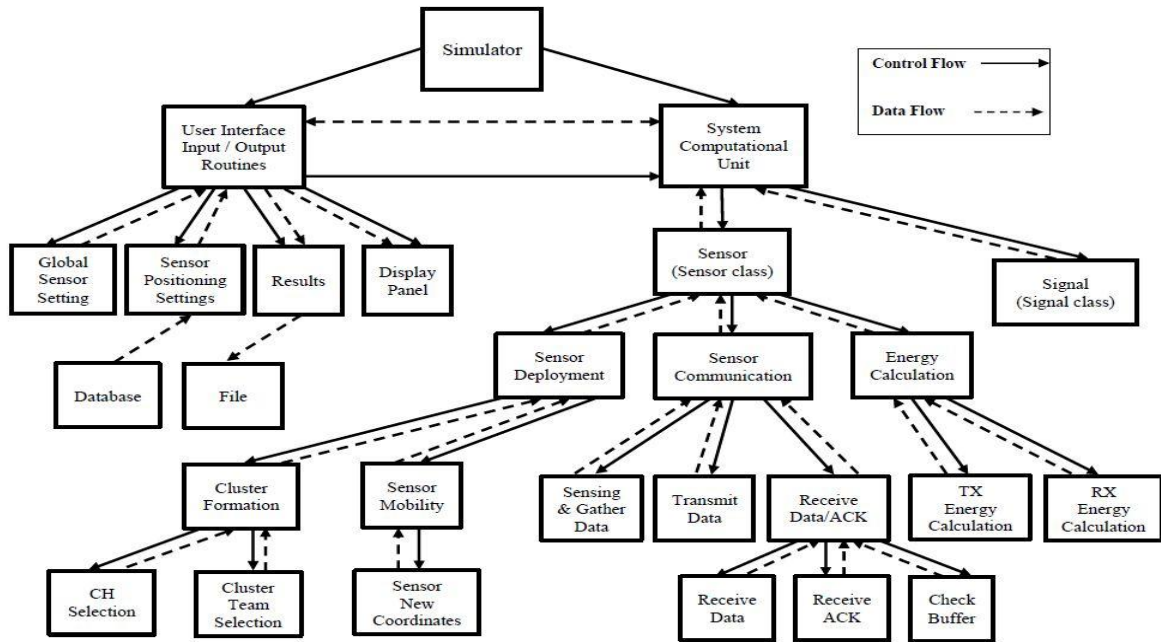 Simulator
Control Flow
Data Flow
User Interface
Input / Output
Routines
System
Computational
Unit
Global
Sensor
Setting
Sensor
Positioning
Settings
Results
Display
Panel
Sensor
(Sensor class)
Signal
(Signal class)
Database
File
Sensor
Deployment
Sensor
Communication
Energy
Calculation
Cluster
Formation
Sensor
Mobility
Sensing
& Gather
Data
Transmit
Data
Receive
Data/ACK
TX
Energy
Calculation
RX
Energy
Calculation
CH
Selection
Cluster
Team
Selection
Sensor
New
Coordinates
Receive
Data
Receive
ACK
Check
Buffer